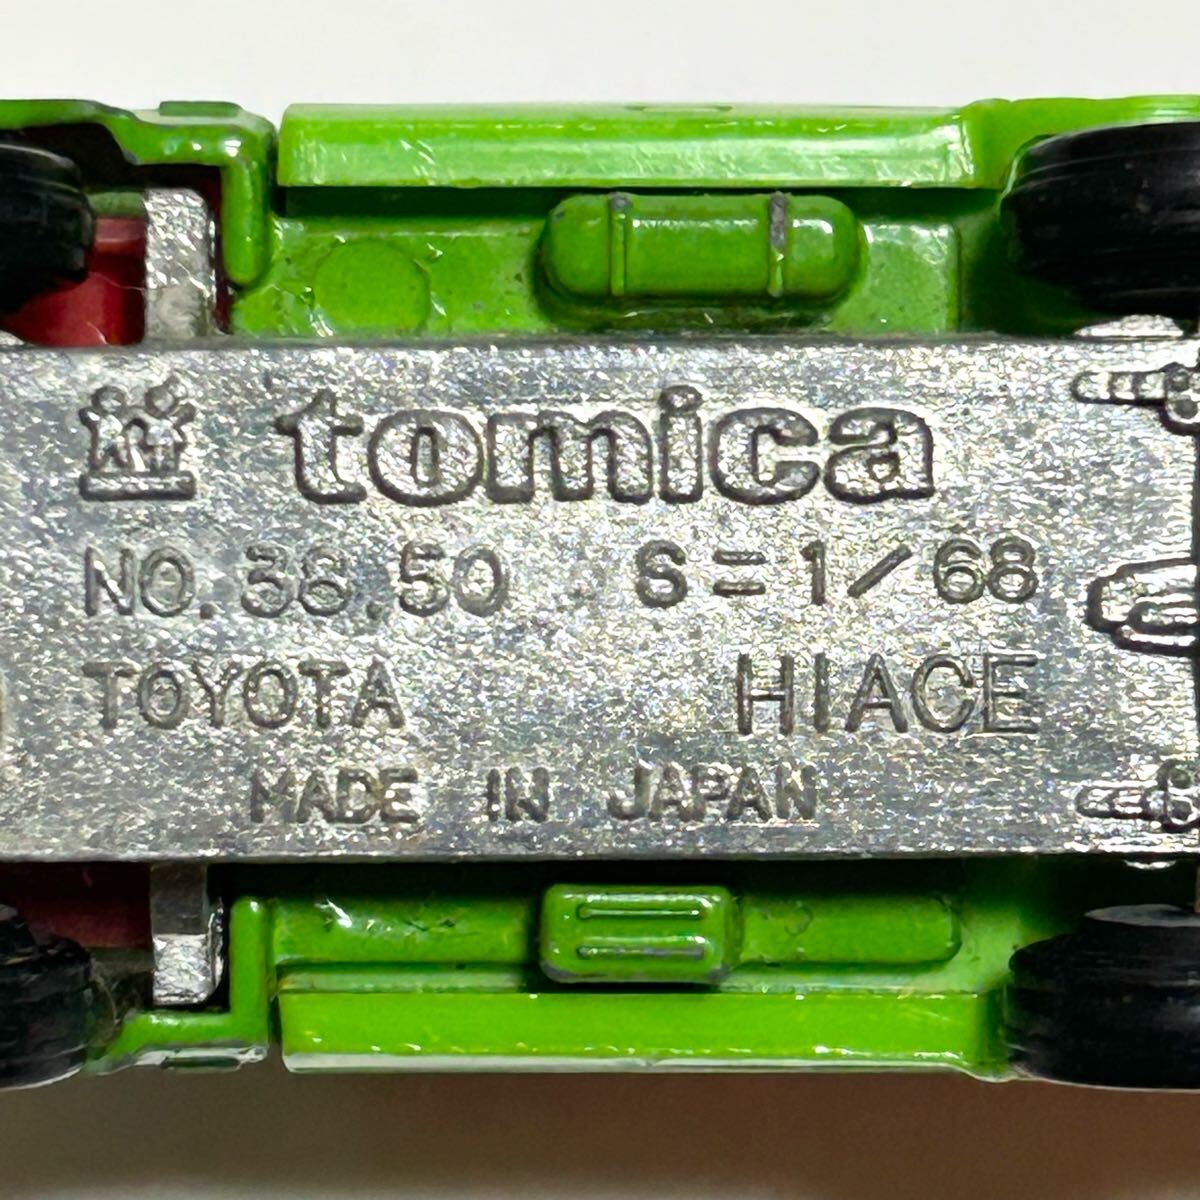 tomica
NO.38.50 S=1/68
TOYOTA HIACE
MADE IN JAPAN